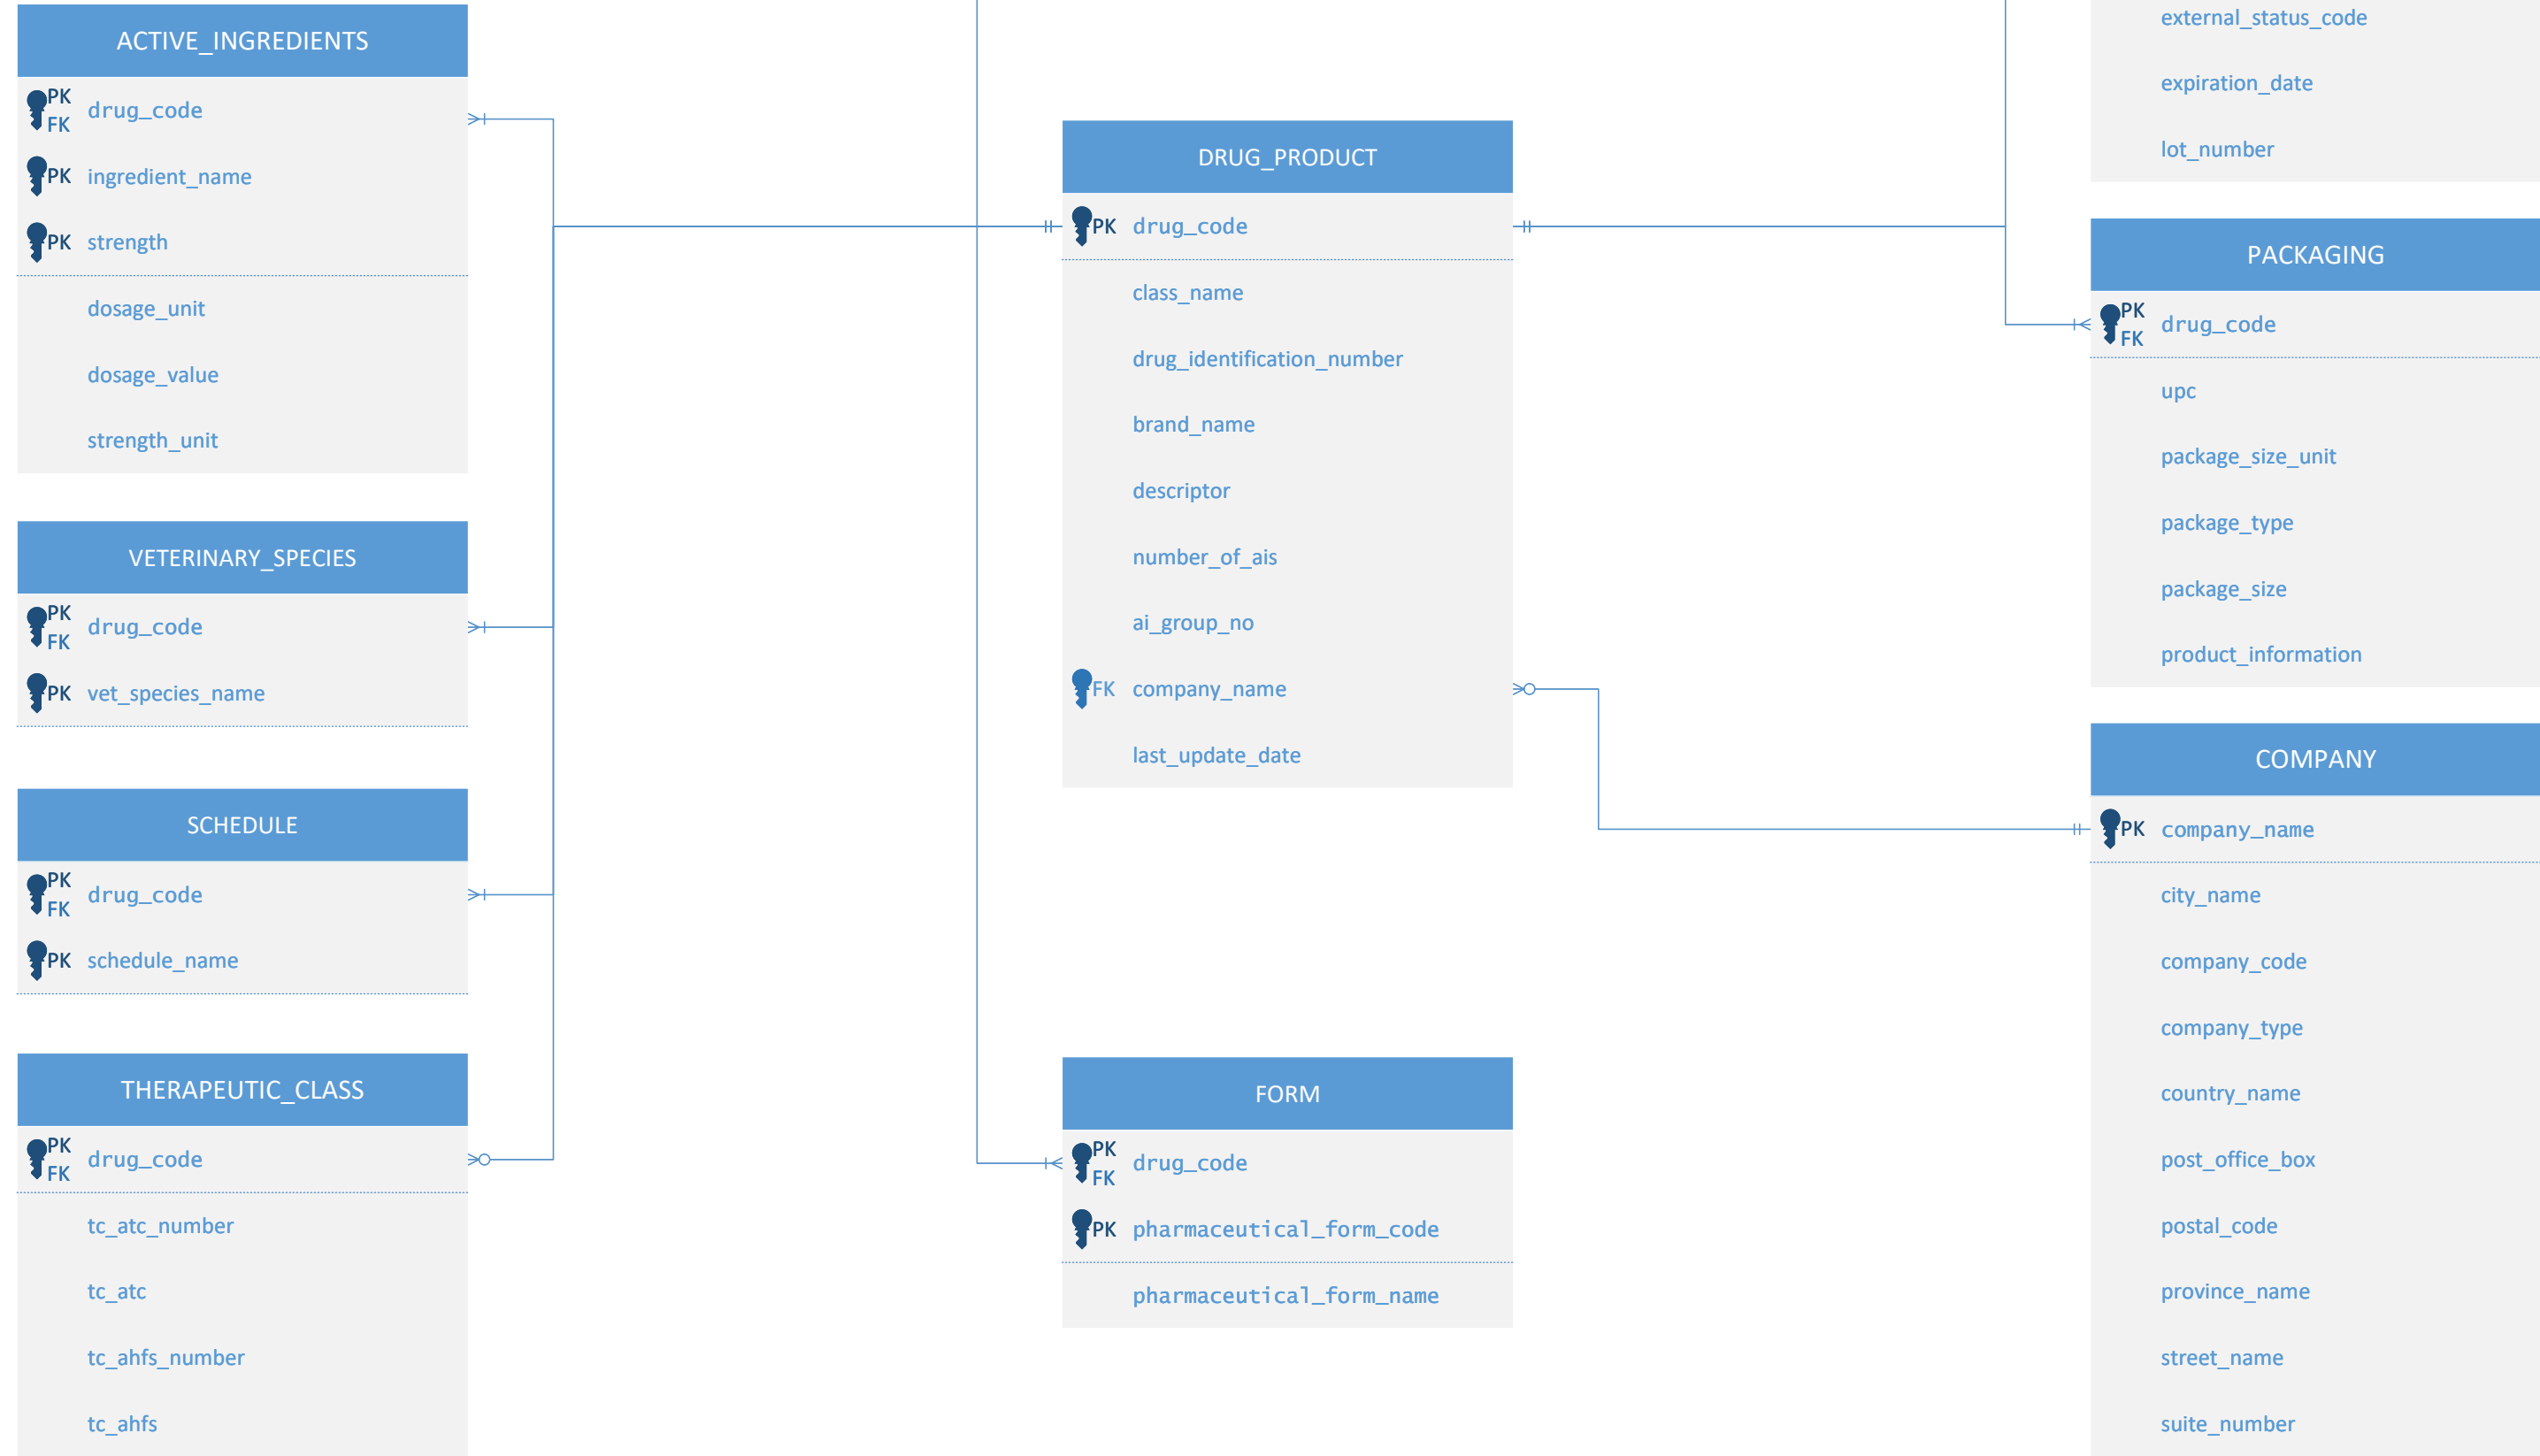 ACTIVE_INGREDIENTS
PK
FK
drug_code
PK ingredient_name
PK strength
dosage_unit
dosage_value
strength_unit
VETERINARY_SPECIES
PK
FK
drug_code
PK vet_species_name
SCHEDULE
PK
FK
drug_code
PK schedule_name
THERAPEUTIC_CLASS
PK
FK
drug_code
tc_atc_number
tc_atc
tc_ahfs_number
tc_ahfs
DRUG_PRODUCT
PK drug_code
class_name
drug_identification_number
brand_name
descriptor
number_of_ais
ai_group_no
FK company_name
last_update_date
FORM
PK
FK
drug_code
PK pharmaceutical_form_code
pharmaceutical_form_name
external_status_code
expiration_date
lot_number
PACKAGING
PK
FK
drug_code
upc
package_size_unit
package_type
package_size
product_information
COMPANY
PK company_name
city_name
company_code
company_type
country_name
post_office_box
postal_code
province_name
street_name
suite_number